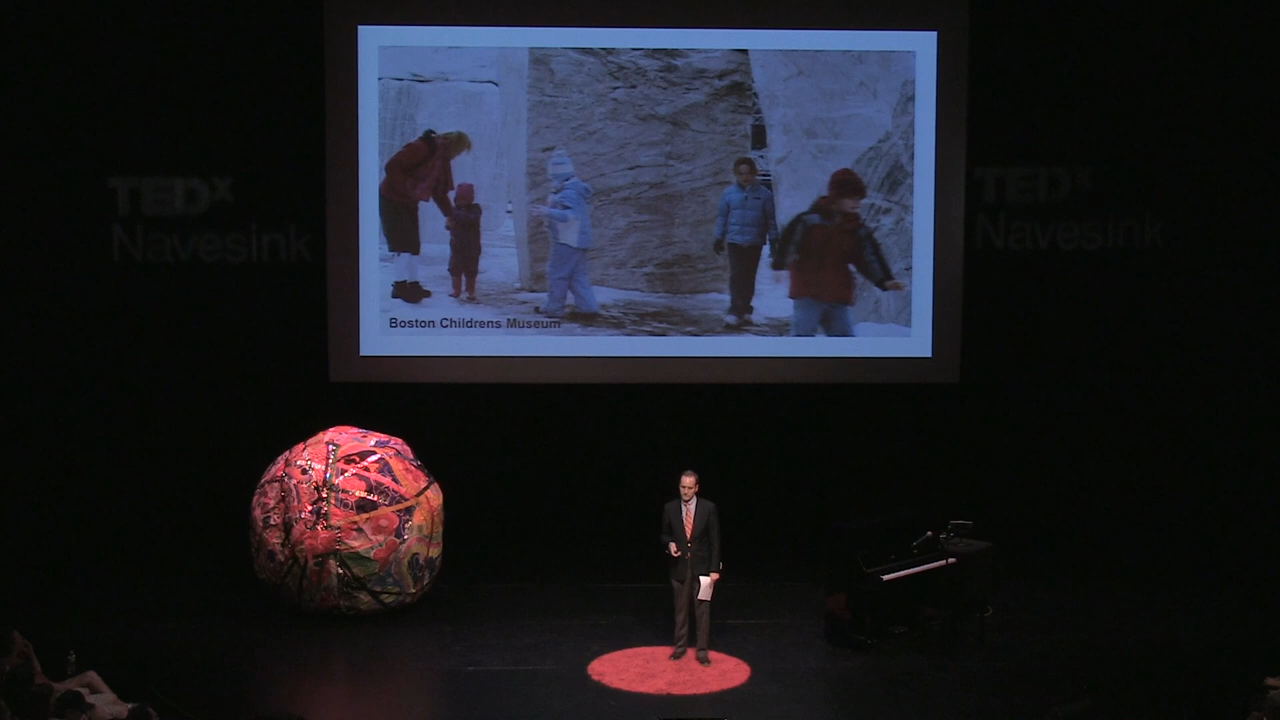 Boston Childrens Museum
TEDx
Navesink
TEDx
Navesink